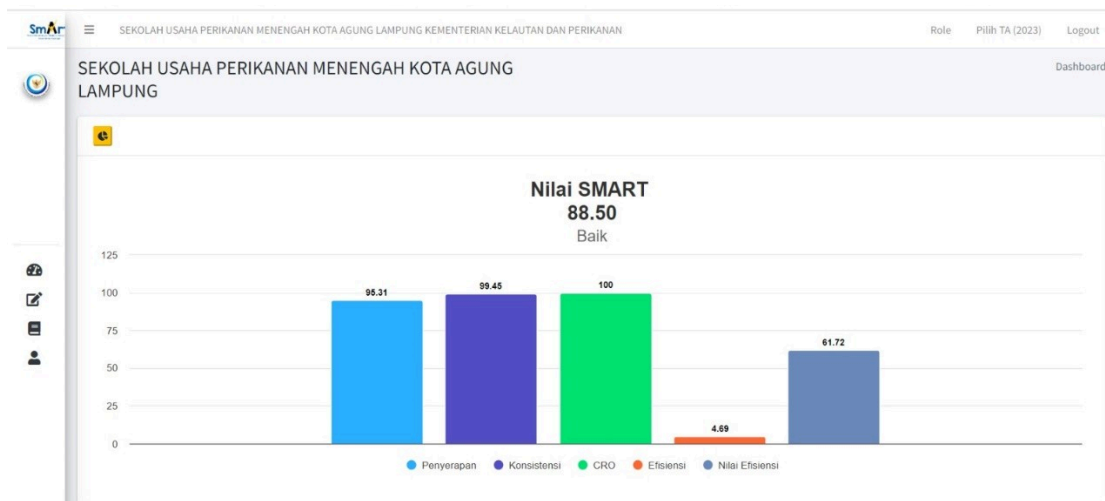 SmArt
SEKOLAH USAHA PERIKANAN MENENGAH KOTA AGUNG LAMPUNG KEMENTERIAN KELAUTAN DAN PERIKANAN
Role
Pilih TA (2023)
Logout
SEKOLAH USAHA PERIKANAN MENENGAH KOTA AGUNG
LAMPUNG
Dashboard
Nilai SMART
88.50
Baik
125
100
75
50
25
0
95.31
99.45
100
4.69
61.72
Penyerapan
Konsistensi
CRO
Efisiensi
Nilai Efisiensi